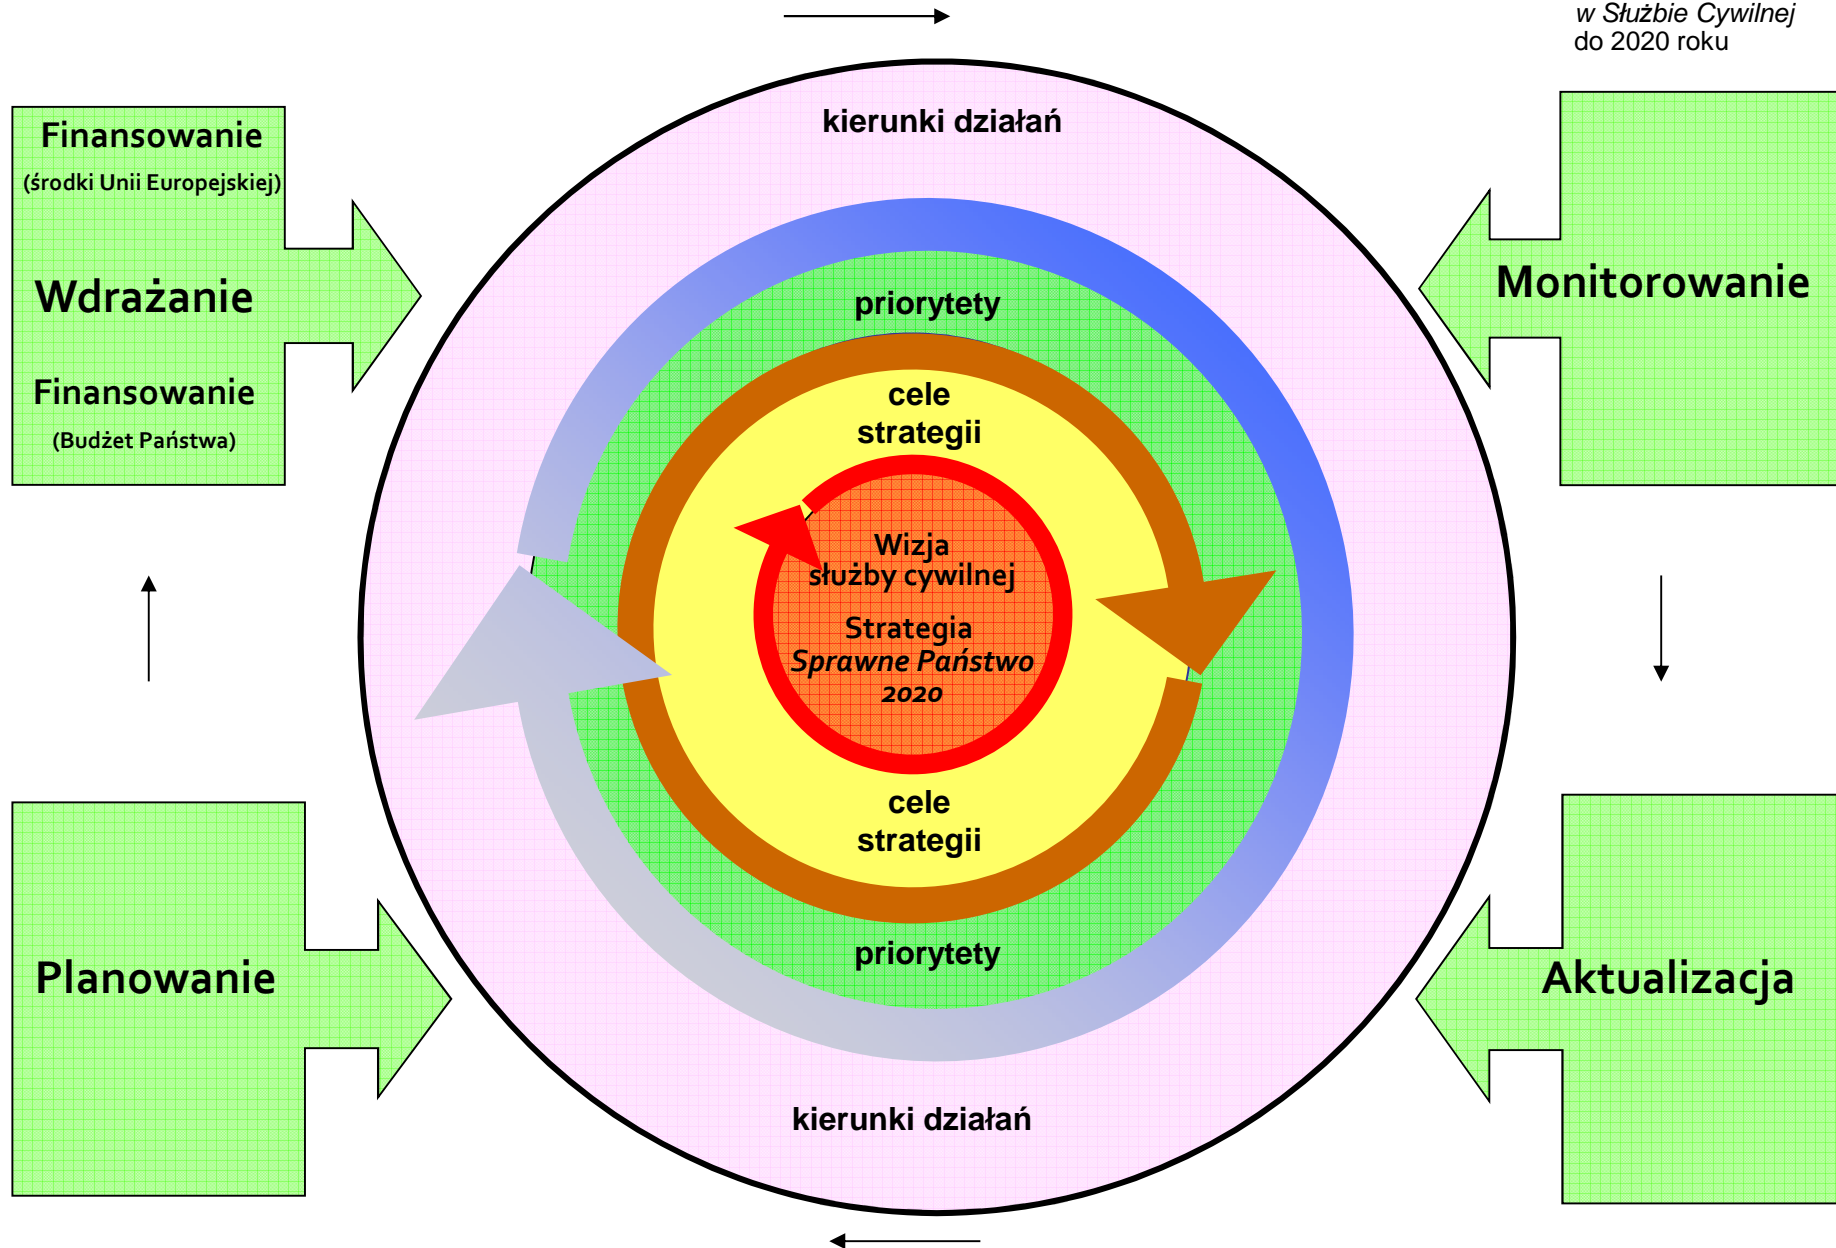 w Służbie Cywilnej
do 2020 roku
kierunki działań
Finansowanie
(środki Unii Europejskiej)
Wdrażanie
Finansowanie
(Budżet Państwa)
Monitorowanie
priorytety
cele
strategii
Wizja
służby cywilnej
Strategia
Sprawne Państwo
2020
cele
strategii
priorytety
Planowanie
Aktualizacja
kierunki działań